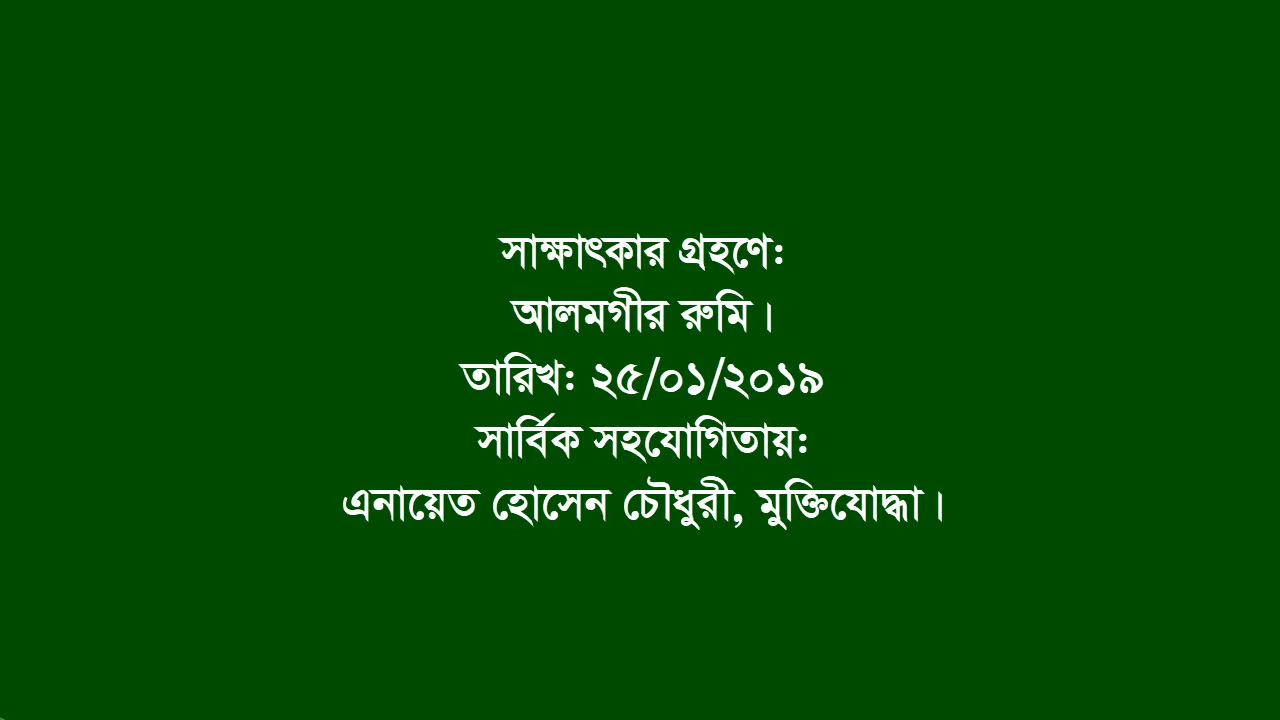 সাক্ষাৎকার গ্রহণে:
আলমগীর রুমি।
তারিখ: ২৫/০১/২০১৯
সার্বিক সহযোগিতায়:
এনায়েত হোসেন চৌধুরী, মুক্তিযোদ্ধা।